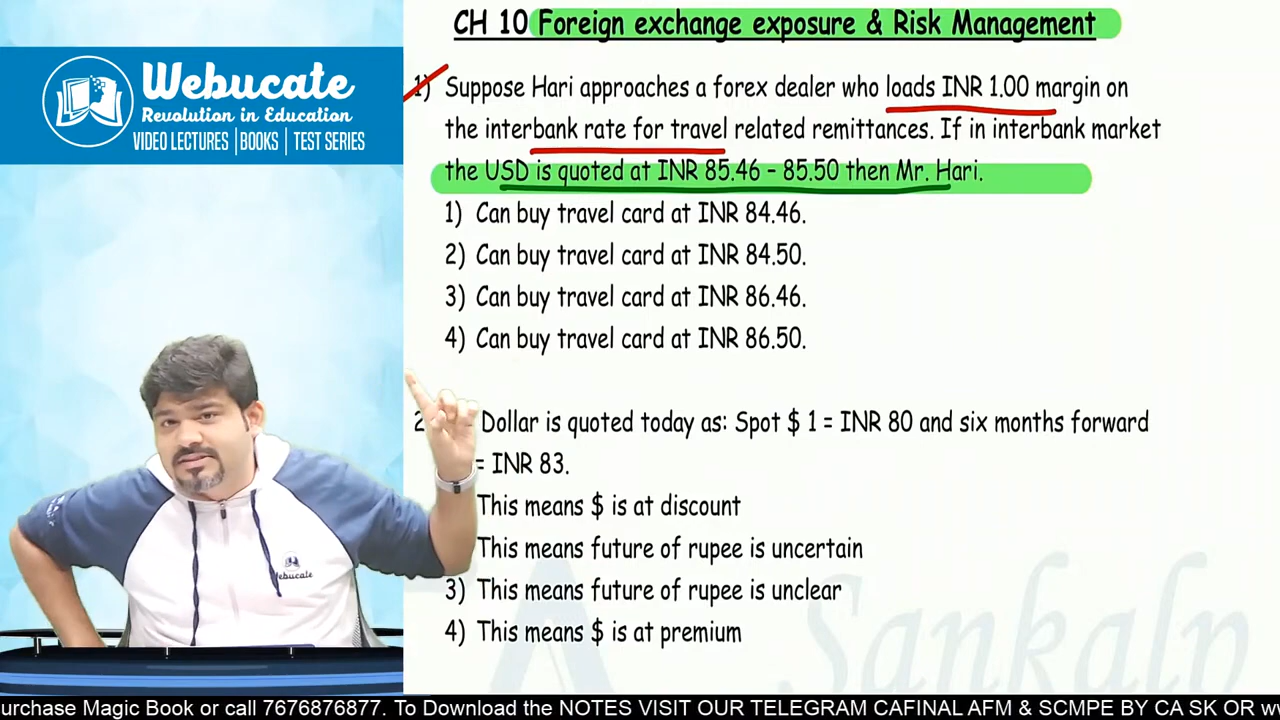 CH 10 Foreign exchange exposure & Risk Management
Webucate
Revolution in Education
VIDEO LECTURES | BOOKS | TEST SERIES
1) Suppose Hari approaches a forex dealer who loads INR 1.00 margin on
the interbank rate for travel related remittances. If in interbank market
the USD is quoted at INR 85.46 – 85.50 then Mr. Hari.
1) Can buy travel card at INR 84.46.
2) Can buy travel card at INR 84.50.
3) Can buy travel card at INR 86.46.
4) Can buy travel card at INR 86.50.
2 Dollar is quoted today as: Spot $ 1 = INR 80 and six months forward
= INR 83.
This means $ is at discount
This means future of rupee is uncertain
3) This means future of rupee is unclear
4) This means $ is at premium
Sankalp
Webucate
urchase Magic Book or call 7676876877. To Download the NOTES VISIT OUR TELEGRAM CAFINAL AFM & SCMPE BY CA SK OR w